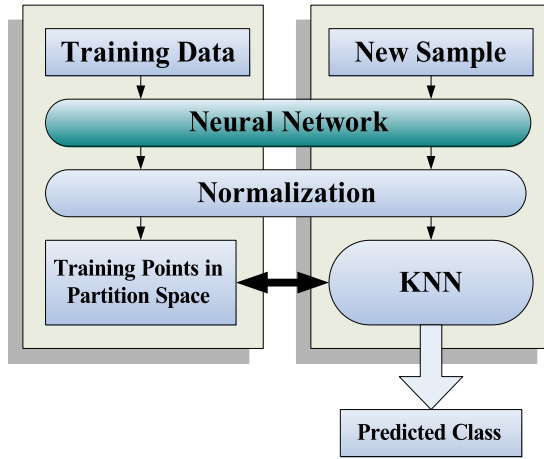 Training Data
New Sample
Neural Network
Normalization
Training Points in
Partition Space
KNN
Predicted Class